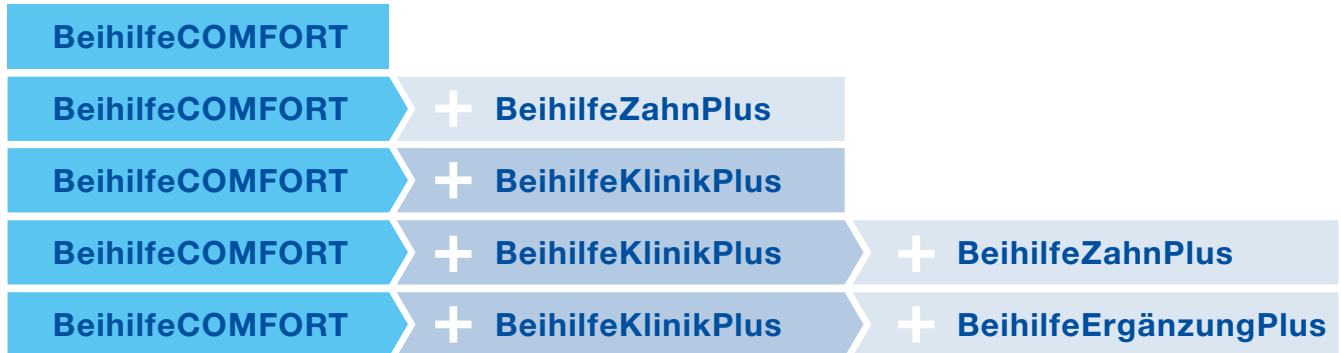 BeihilfeCOMFORT
BeihilfeCOMFORT + BeihilfeZahnPlus
BeihilfeCOMFORT + BeihilfeKlinikPlus
BeihilfeCOMFORT + BeihilfeKlinikPlus + BeihilfeZahnPlus
BeihilfeCOMFORT + BeihilfeKlinikPlus + BeihilfeErgänzungPlus